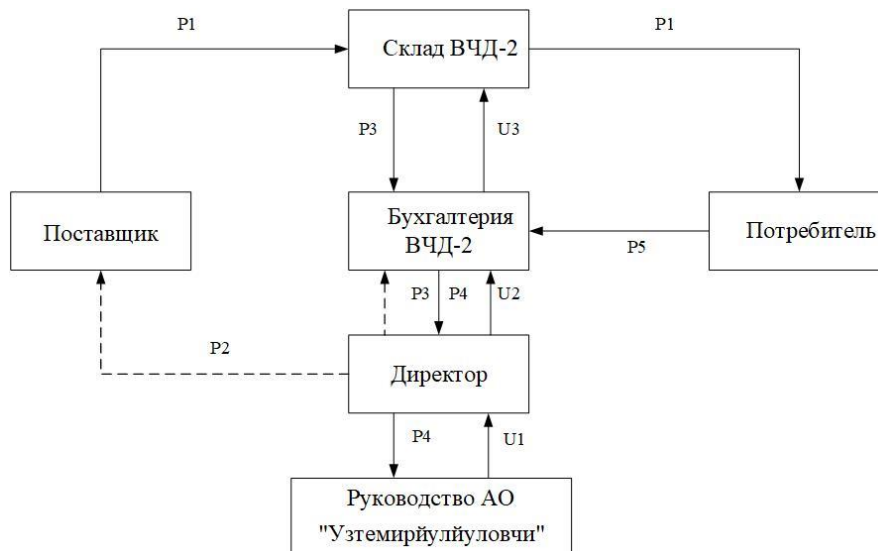 P1
Склад ВЧД-2
P1
P3
U3
Поставщик
Бухгалтерия
ВЧД-2
Потребитель
P5
P3
P4
U2
P2
Директор
P4
U1
Руководство АО
"Узтемирйулйуловчи"